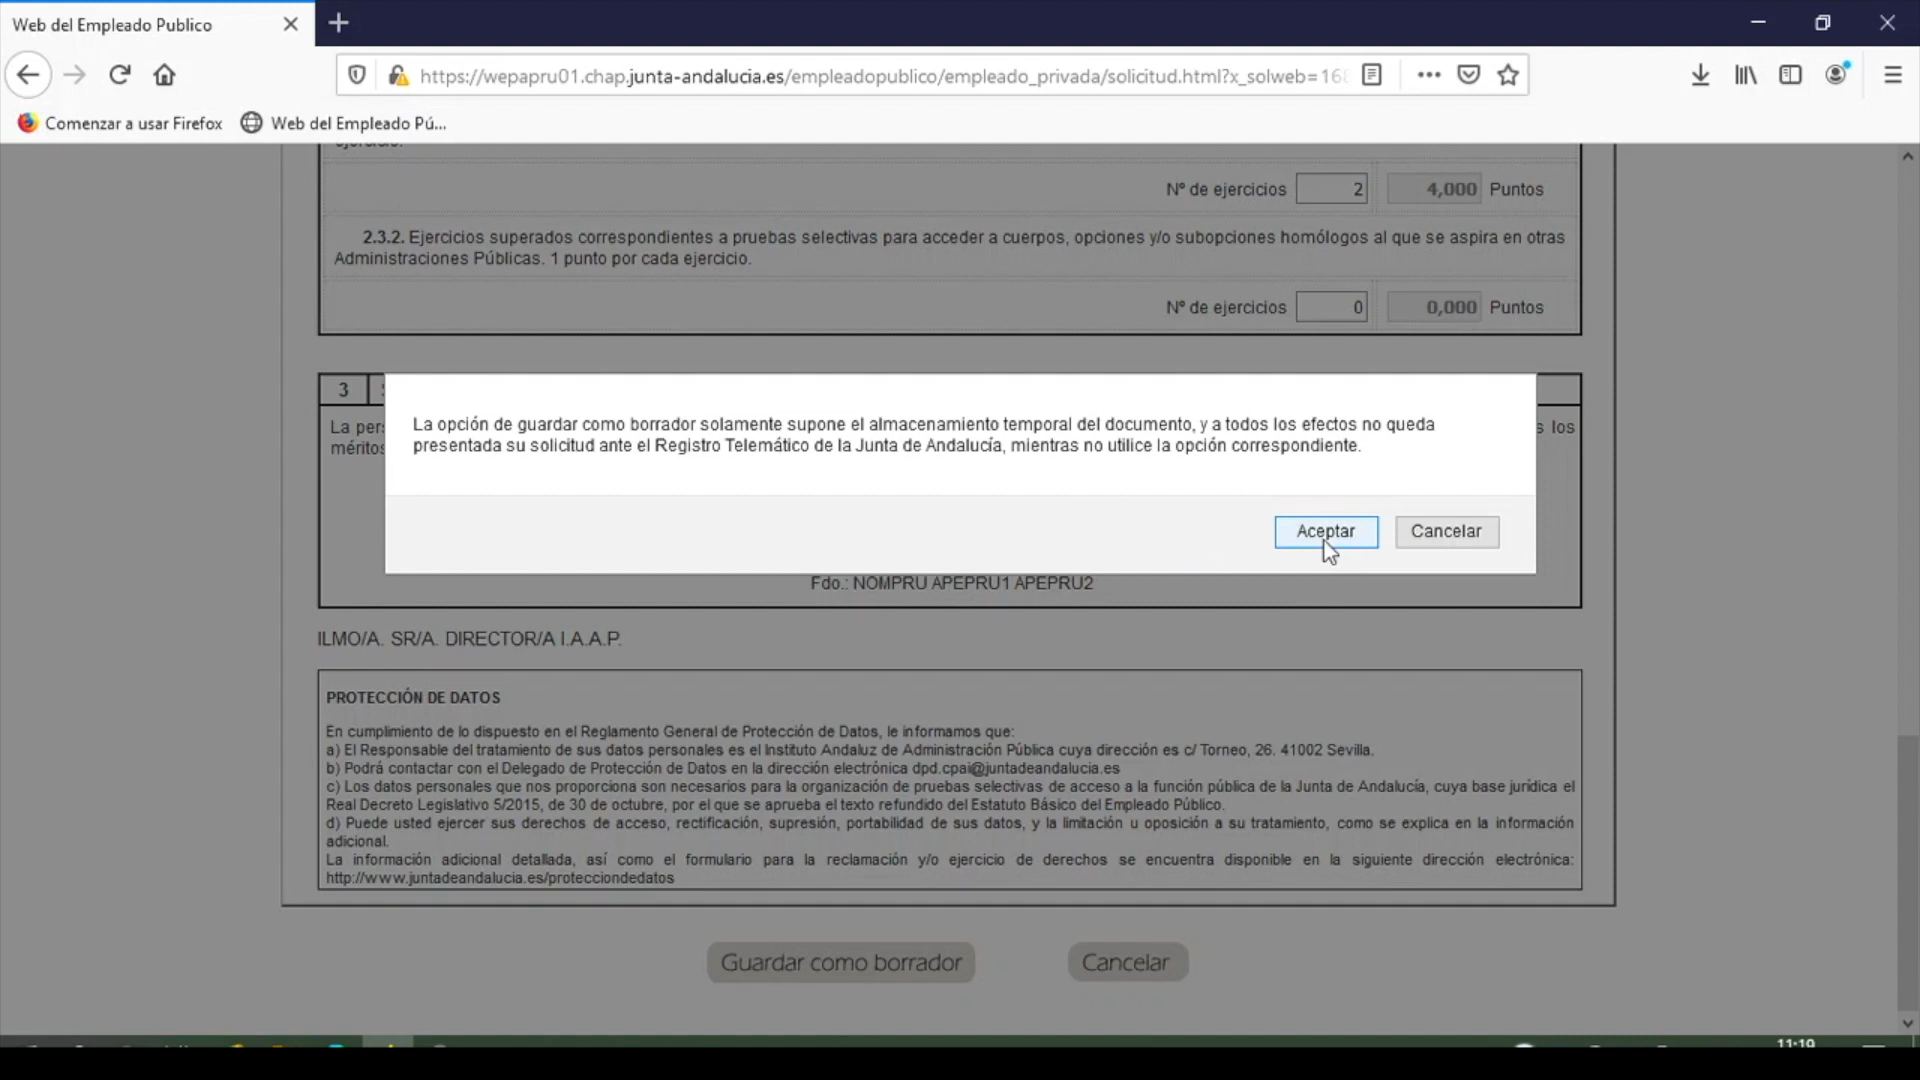 Web del Empleado Publico
https://wepapru01.chap.junta-andalucia.es/empleadopublico/empleado_privada/solicitud.html?x_solweb=168
Comenzar a usar Firefox
Web del Empleado Pú...
ejercicio.
Nº de ejercicios 2 4,000 Puntos
2.3.2. Ejercicios superados correspondientes a pruebas selectivas para acceder a cuerpos, opciones y/o subopciones homólogos al que se aspira en otras
Administraciones Públicas. 1 punto por cada ejercicio.
Nº de ejercicios 0 0,000 Puntos
3
La opción de guardar como borrador solamente supone el almacenamiento temporal del documento, y a todos los efectos no queda
presentada su solicitud ante el Registro Telemático de la Junta de Andalucía, mientras no utilice la opción correspondiente.
La per
s los
méritos
Aceptar
Cancelar
Fdo.: NOMPRU APEPRU1 APEPRU2
ILMO/A. SR/A. DIRECTOR/A I.A.A.P.
PROTECCIÓN DE DATOS
En cumplimiento de lo dispuesto en el Reglamento General de Protección de Datos, le informamos que:
a) El Responsable del tratamiento de sus datos personales es el Instituto Andaluz de Administración Pública cuya dirección es c/ Torneo, 26. 41002 Sevilla.
b) Podrá contactar con el Delegado de Protección de Datos en la dirección electrónica dpd.cpai@juntadeandalucia.es
c) Los datos personales que nos proporciona son necesarios para la organización de pruebas selectivas de acceso a la función pública de la Junta de Andalucía, cuya base jurídica el
Real Decreto Legislativo 5/2015, de 30 de octubre, por el que se aprueba el texto refundido del Estatuto Básico del Empleado Público.
d) Puede usted ejercer sus derechos de acceso, rectificación, supresión, portabilidad de sus datos, y la limitación u oposición a su tratamiento, como se explica en la información
adicional.
La información adicional detallada, así como el formulario para la reclamación y/o ejercicio de derechos se encuentra disponible en la siguiente dirección electrónica:
http://www.juntadeandalucia.es/protecciondedatos
Guardar como borrador
Cancelar
11:19